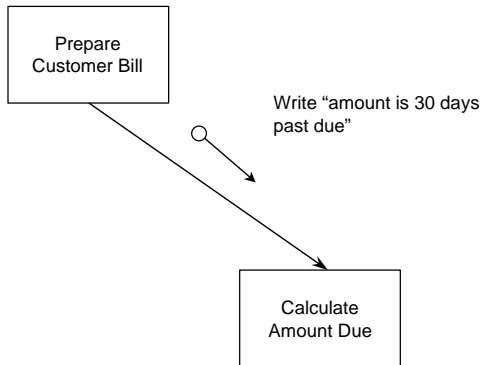 Prepare
Customer Bill
Write “amount is 30 days
past due”
Calculate
Amount Due